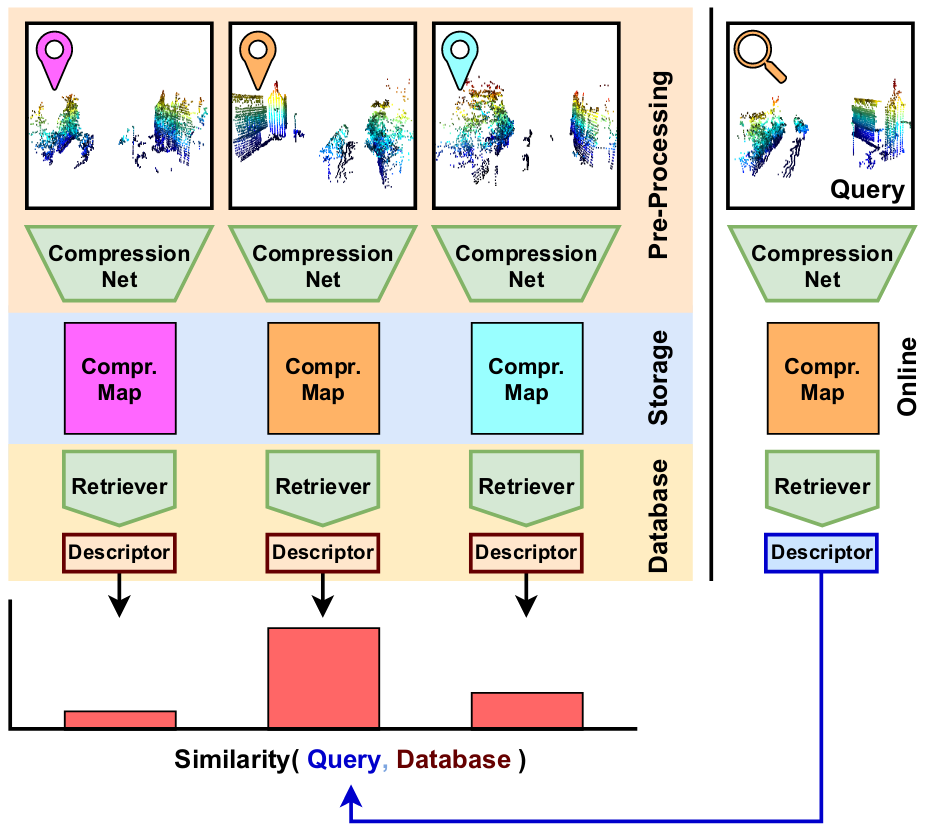 Pre-Processing
Query
Compression
Net
Compression
Net
Compression
Net
Compression
Net
Compr.
Map
Compr.
Map
Compr.
Map
Storage
Compr.
Map
Online
Retriever
Retriever
Retriever
Database
Retriever
Descriptor
Descriptor
Descriptor
Descriptor
Similarity( Query, Database )